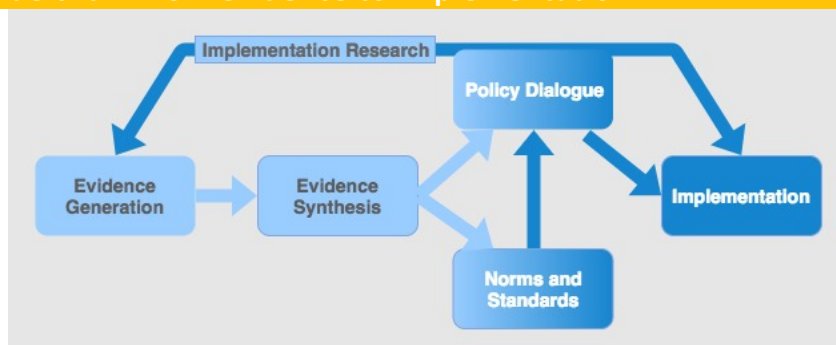 Implementation Research
Policy Dialogue
Evidence
Generation
Evidence
Synthesis
Implementation
Norms and
Standards